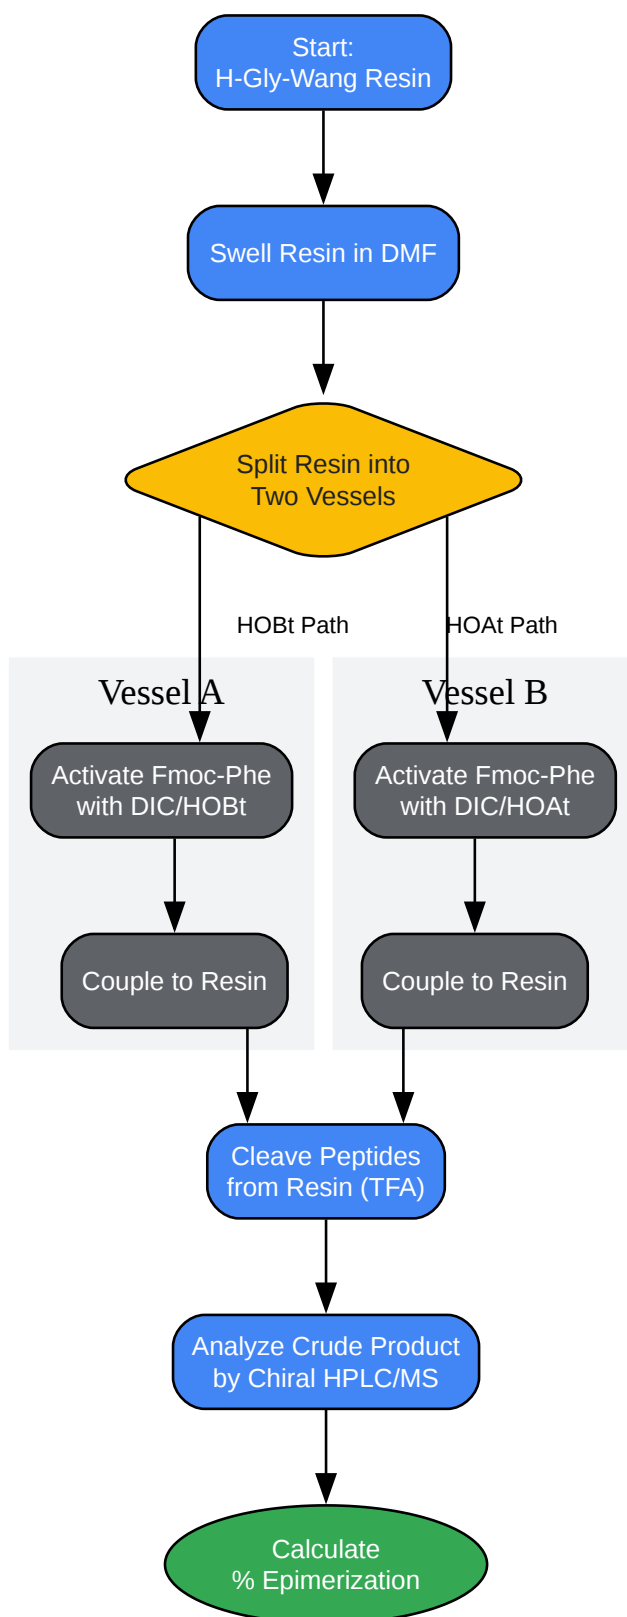 Start:
H-Gly-Wang Resin
Swell Resin in DMF
Split Resin into
Two Vessels
HOBt Path
HOAt Path
Vessel A
Vessel B
Activate Fmoc-Phe
with DIC/HOBt
Activate Fmoc-Phe
with DIC/HOAt
Couple to Resin
Couple to Resin
Cleave Peptides
from Resin (TFA)
Analyze Crude Product
by Chiral HPLC/MS
Calculate
% Epimerization